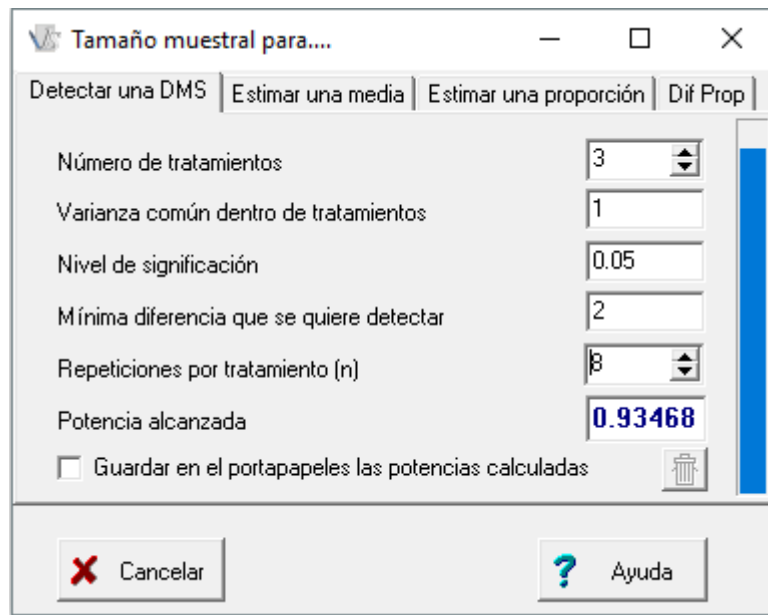 Tamaño muestral para....
Detectar una DMS Estimar una media Estimar una proporción Dif Prop
Número de tratamientos 3
Varianza común dentro de tratamientos 1
Nivel de significación 0.05
Mínima diferencia que se quiere detectar 2
Repeticiones por tratamiento (n) 8
Potencia alcanzada 0.93468
Guardar en el portapapeles las potencias calculadas
Cancelar ? Ayuda